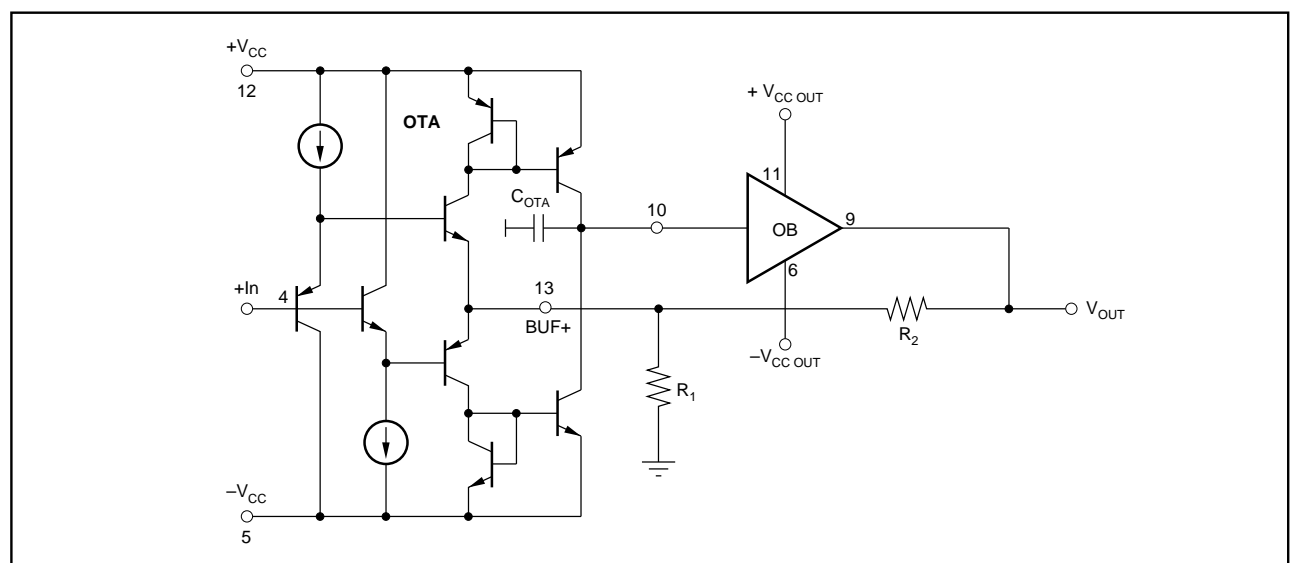 +VCC
12
OTA
+ VCC OUT
11
COTA
10
OB
9
6
+In
4
13
BUF+
VOUT
R2
–VCC OUT
R1
–VCC
5